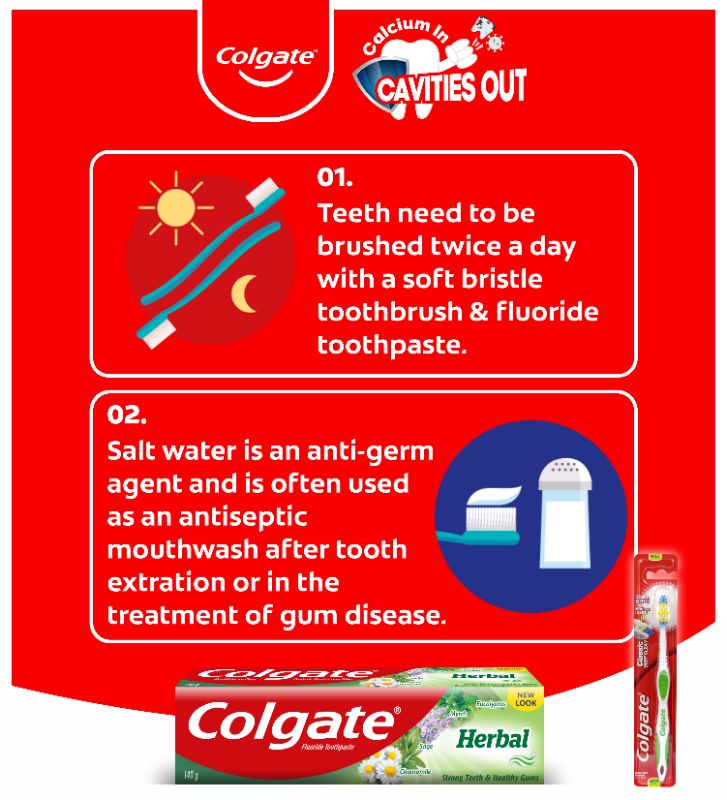 Colgate
Calcium In
CAVITIES OUT
01.
Teeth need to be
brushed twice a day
with a soft bristle
toothbrush & fluoride
toothpaste.
02.
Salt water is an anti-germ
agent and is often used
as an antiseptic
mouthwash after tooth
extration or in the
treatment of gum disease.
Colgate
Herbal
NEW
LOOK
Colgate®
Fluoride Toothpaste
140 g
Eucalyptus
Myrrh
Sage
Chamomile
Herbal
Strong Teeth & Healthy Gums
Classic
DEEP CLEAN
Colgate
Colgate